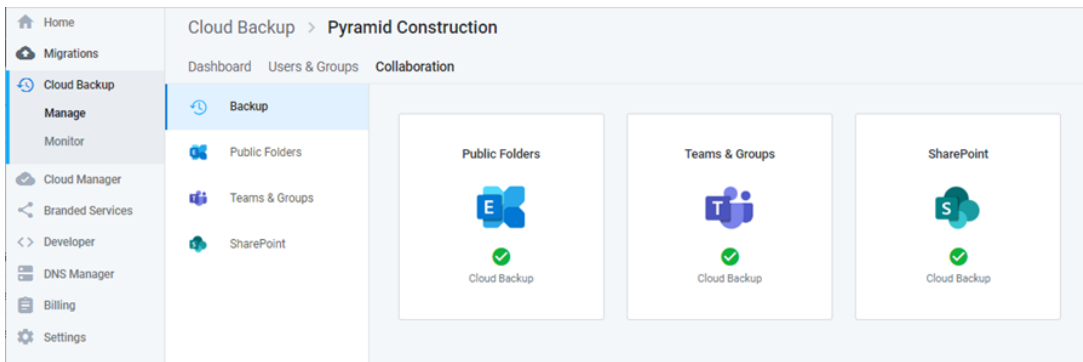 Home
Migrations
Cloud Backup
Manage
Monitor
Cloud Manager
Branded Services
Developer
DNS Manager
Billing
Settings
Cloud Backup > Pyramid Construction
Dashboard Users & Groups Collaboration
Backup
Public Folders
Teams & Groups
SharePoint
Public Folders
E
Cloud Backup
Teams & Groups
T
Cloud Backup
SharePoint
S
Cloud Backup